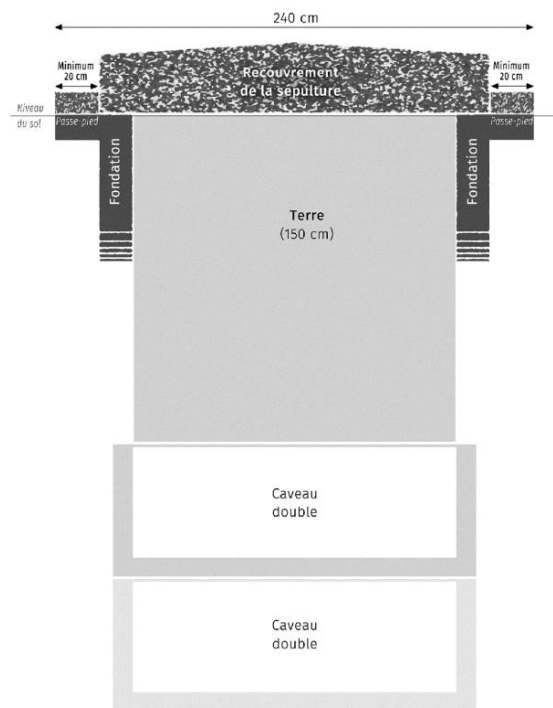 240 cm
Minimum
20 cm
Recouvrement
de la sépulture
Minimum
20 cm
Niveau
du sol
Passe-pied
Passe-pied
Fondation
Fondation
Terre
(150 cm)
Caveau
double
Caveau
double